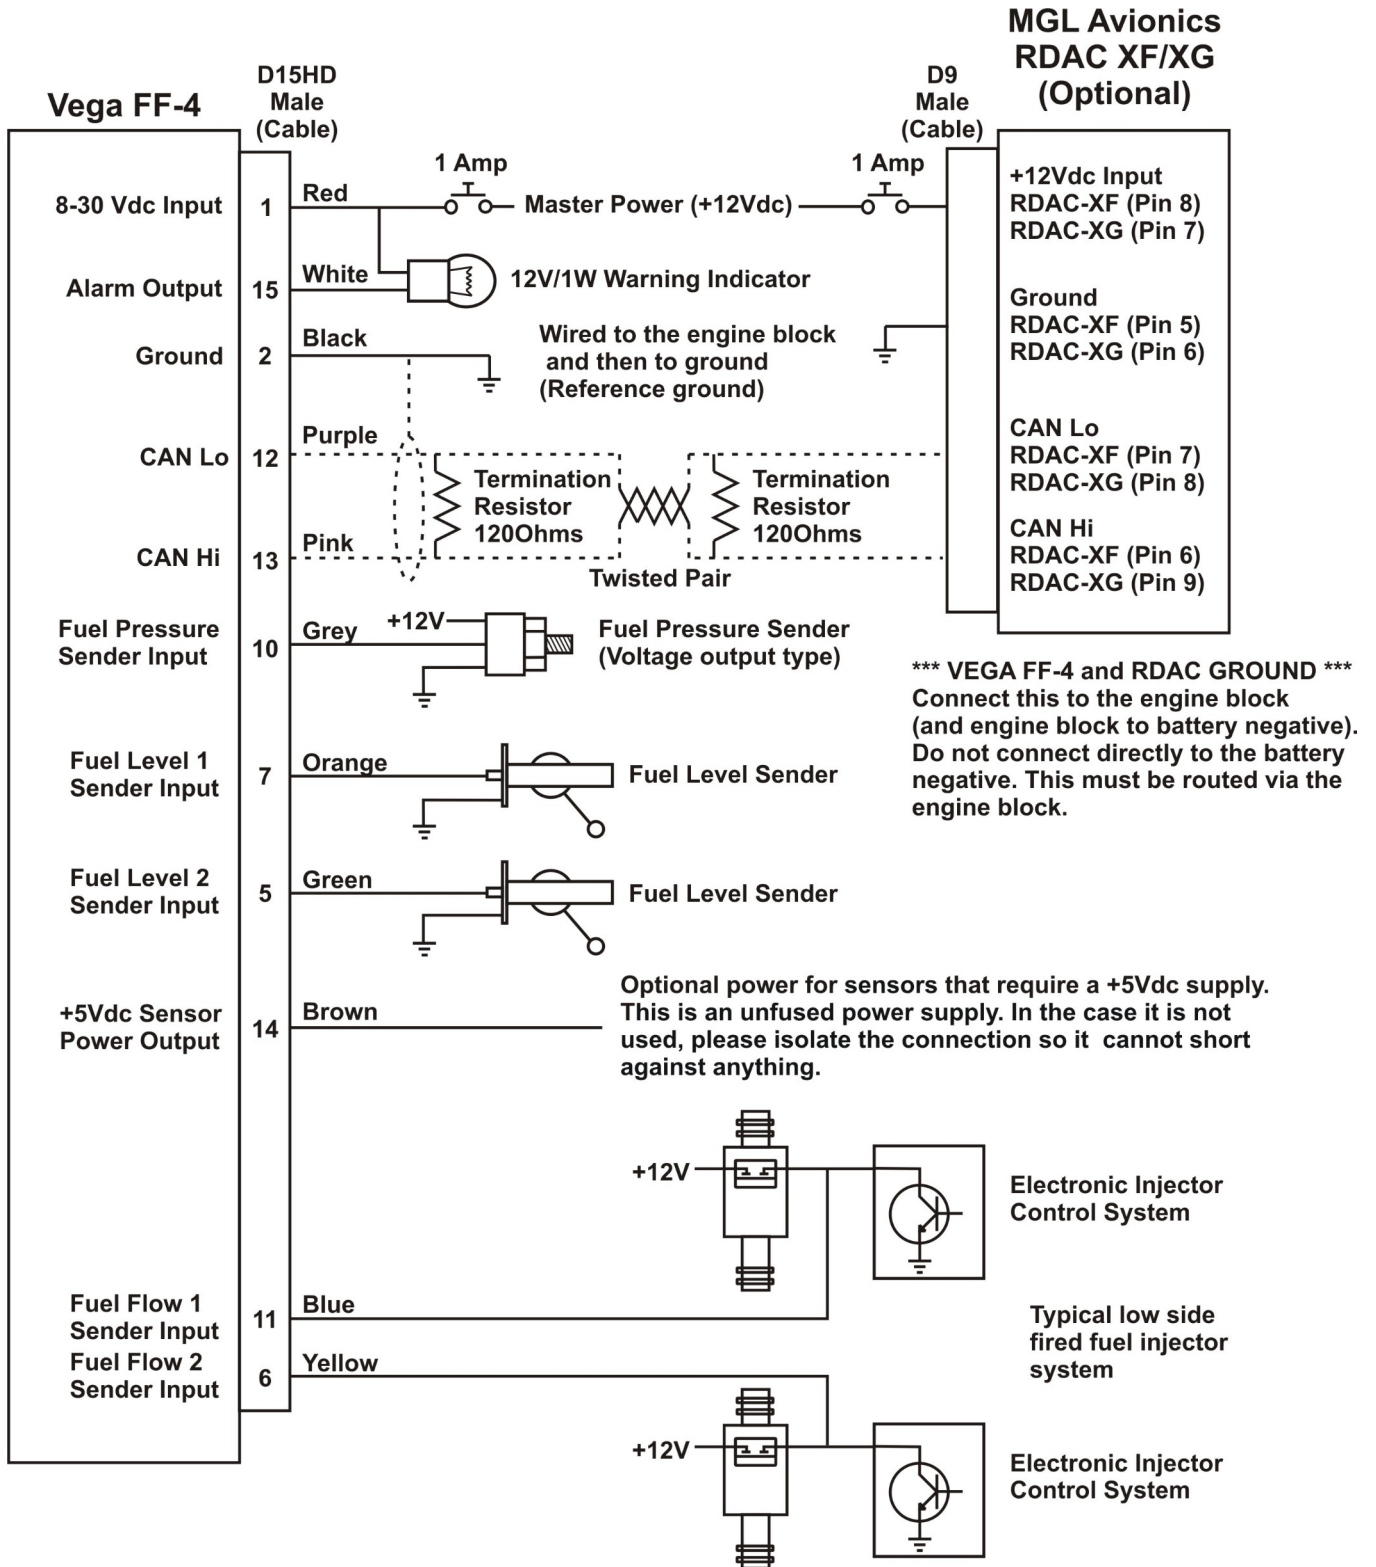 MGL Avionics
RDAC XF/XG
(Optional)
D15HD
Male
(Cable)
D9
Male
(Cable)
Vega FF-4
1 Amp
1 Amp
8-30 Vdc Input
1
Red
Master Power (+12Vdc)
+12Vdc Input
RDAC-XF (Pin 8)
RDAC-XG (Pin 7)
Alarm Output
15
White
12V/1W Warning Indicator
Ground
2
Black
Wired to the engine block
and then to ground
(Reference ground)
Ground
RDAC-XF (Pin 5)
RDAC-XG (Pin 6)
CAN Lo
12
Purple
Termination
Resistor
120Ohms
Termination
Resistor
120Ohms
CAN Lo
RDAC-XF (Pin 7)
RDAC-XG (Pin 8)
CAN Hi
13
Pink
Twisted Pair
CAN Hi
RDAC-XF (Pin 6)
RDAC-XG (Pin 9)
Fuel Pressure
Sender Input
10
Grey
+12V
Fuel Pressure Sender
(Voltage output type)
*** VEGA FF-4 and RDAC GROUND ***
Connect this to the engine block
(and engine block to battery negative).
Do not connect directly to the battery
negative. This must be routed via the
engine block.
Fuel Level 1
Sender Input
7
Orange
Fuel Level Sender
Fuel Level 2
Sender Input
5
Green
Fuel Level Sender
+5Vdc Sensor
Power Output
14
Brown
Optional power for sensors that require a +5Vdc supply.
This is an unfused power supply. In the case it is not
used, please isolate the connection so it cannot short
against anything.
+12V
Electronic Injector
Control System
Fuel Flow 1
Sender Input
11
Blue
Typical low side
fired fuel injector
system
Fuel Flow 2
Sender Input
6
Yellow
+12V
Electronic Injector
Control System